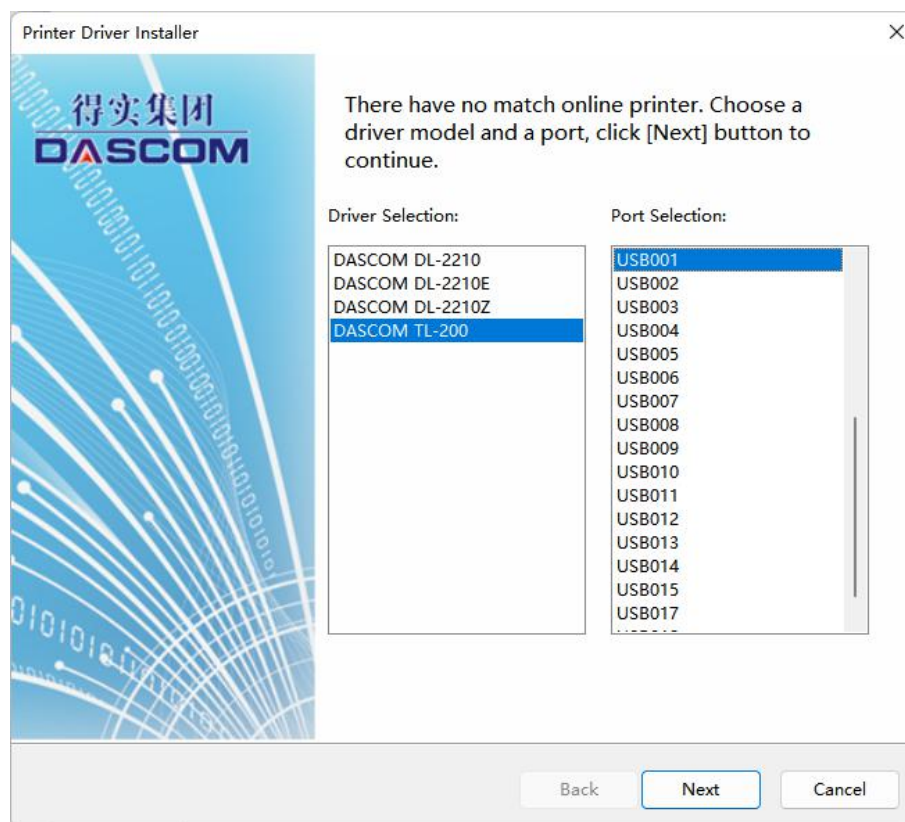 Printer Driver Installer
得实集团
DASCOM
There have no match online printer. Choose a
driver model and a port, click [Next] button to
continue.
Driver Selection:
DASCOM DL-2210
DASCOM DL-2210E
DASCOM DL-2210Z
DASCOM TL-200
Port Selection:
USB001
USB002
USB003
USB004
USB005
USB006
USB007
USB008
USB009
USB010
USB011
USB012
USB013
USB014
USB015
USB017
Back
Next
Cancel